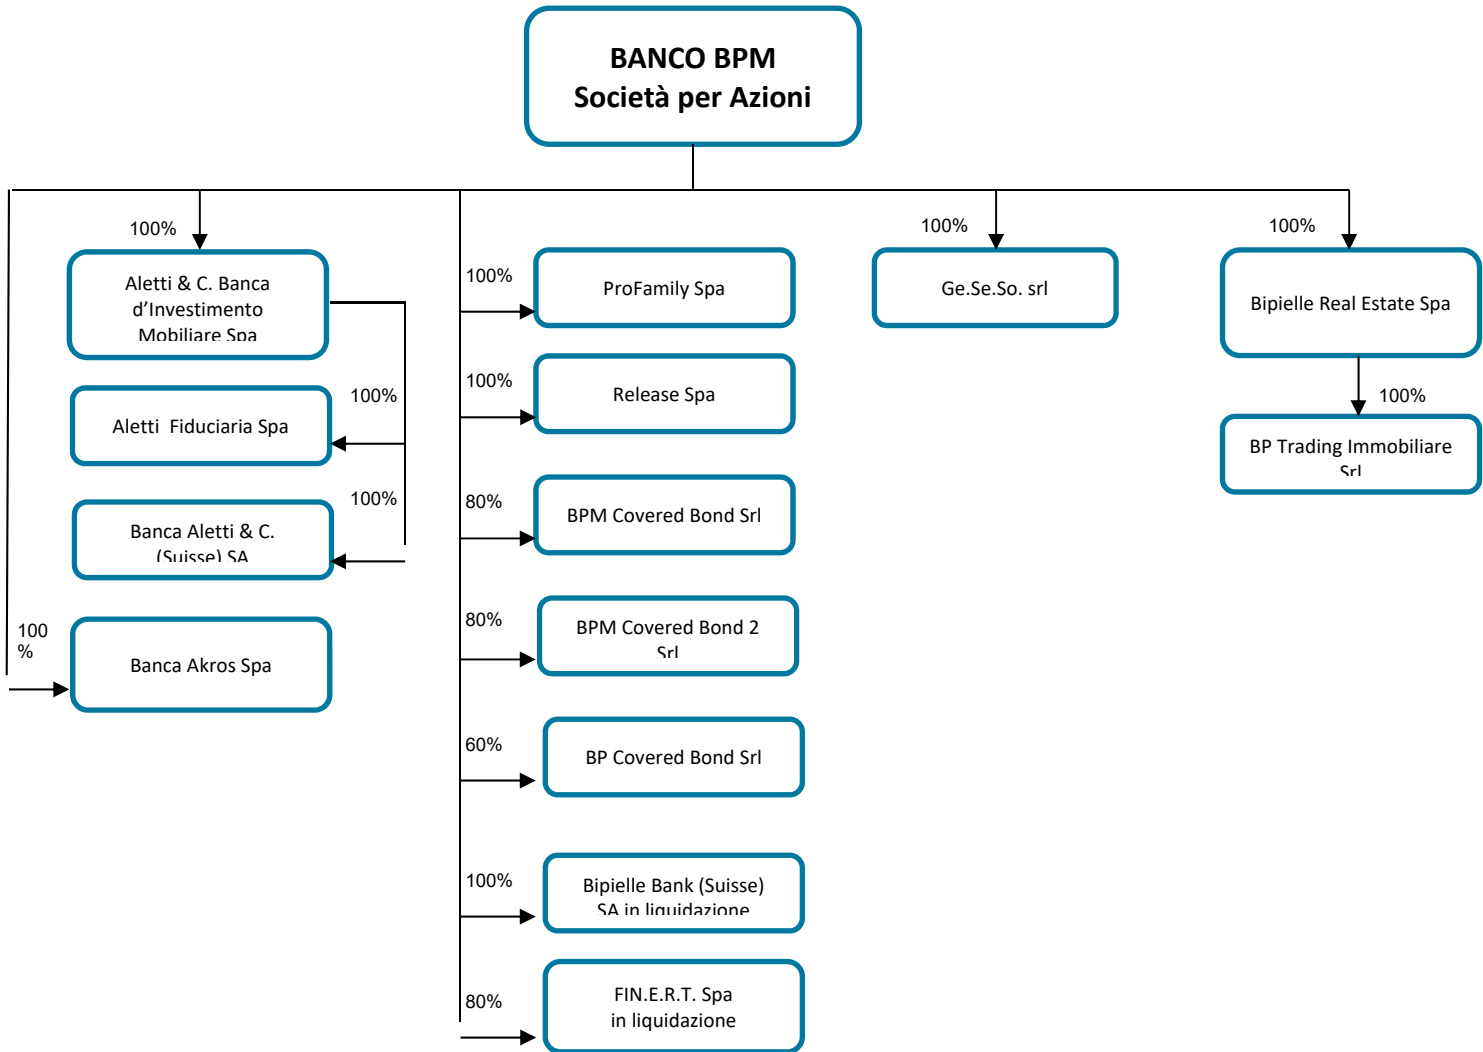 BANCO BPM
Società per Azioni
100%
Aletti & C. Banca
d’Investimento
Mobiliare Spa
100%
Aletti  Fiduciaria Spa
100%
Banca Aletti & C.
(Suisse) SA
100
%
Banca Akros Spa
100%
ProFamily Spa
100%
Release Spa
80%
BPM Covered Bond Srl
80%
BPM Covered Bond 2
Srl
60%
BP Covered Bond Srl
100%
Bipielle Bank (Suisse)
SA in liquidazione
80%
FIN.E.R.T. Spa
in liquidazione
100%
Ge.Se.So. srl
100%
Bipielle Real Estate Spa
100%
BP Trading Immobiliare
Srl